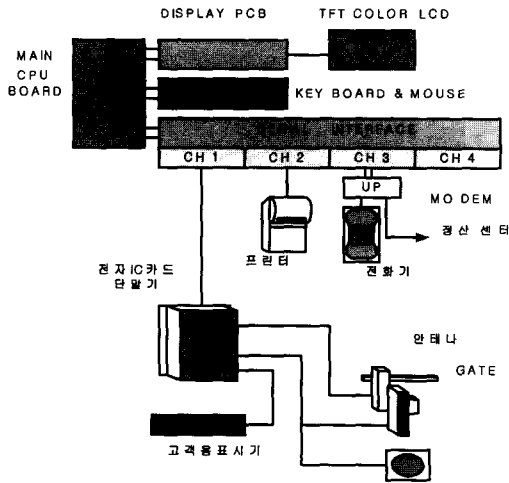 DISPLAY PCB
TFT COLOR LCD
MAIN
CPU
BOARD
KEY BOARD & MOUSE
SERIAL INTERFACE
CH 1
CH 2
CH 3
CH 4
UP
MODEM
정산 센터
프린터
전화기
전자IC카드
단말기
안테나
GATE
고객용표시기